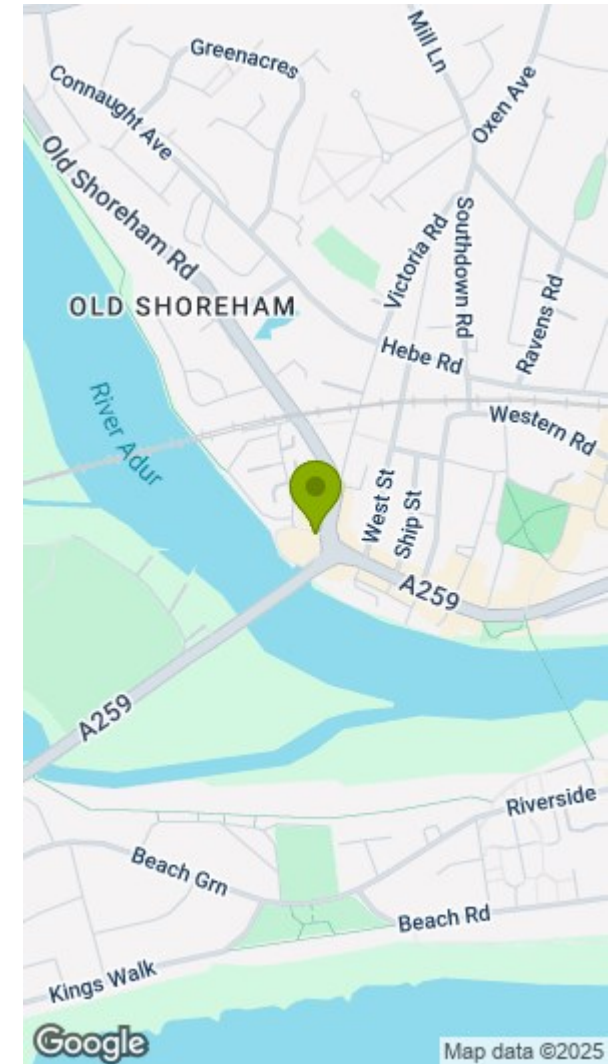 Mill Ln
Greenacres
Oxen Ave
Connaught Ave
Old Shoreham Rd
Victoria Rd
Southdown Rd
Ravens Rd
OLD SHOREHAM
Hebe Rd
River Adur
Western Rd
West St
Ship St
A259
A259
Riverside
Beach Grn
Beach Rd
Kings Walk
Google
Map data ©2025